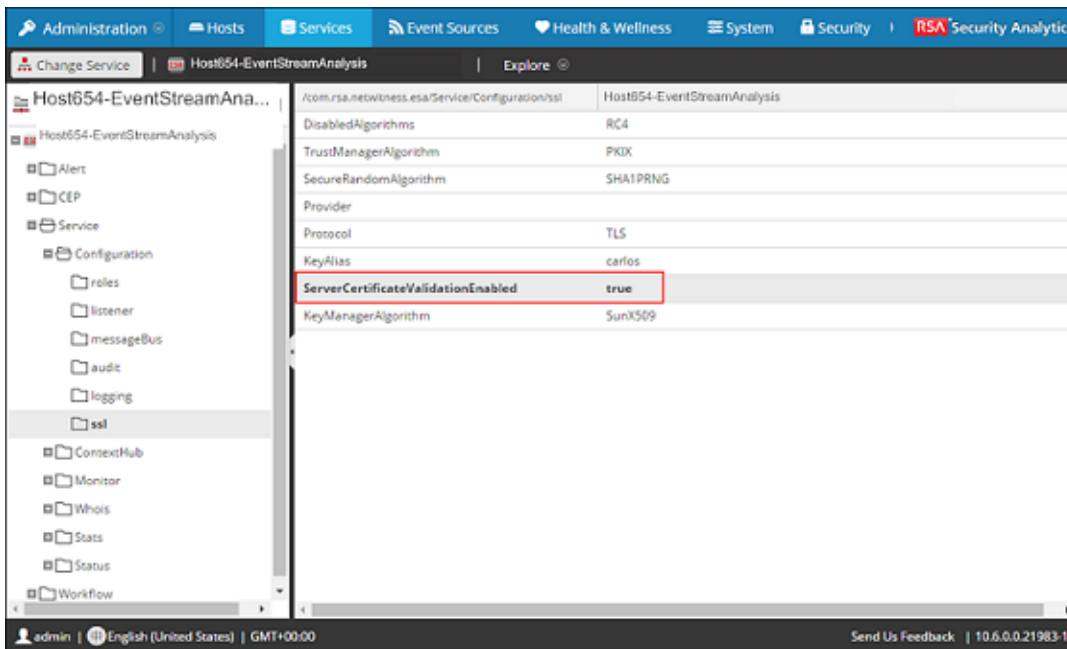 Administration Hosts Services Event Sources Health & Wellness System Security RSA Security Analytic
Change Service | Host654-EventStreamAnalysis | Explore
Host654-EventStreamAna...
Host654-EventStreamAnalysis
Alert
CEP
Service
Configuration
roles
listener
messageBus
audit
logging
ssl
ContextHub
Monitor
Whois
Stats
Status
Workflow
/com.rsa.netwitness.esa/Service/Configuration/ssl Host654-EventStreamAnalysis
DisabledAlgorithms RC4
TrustManagerAlgorithm PKIX
SecureRandomAlgorithm SHA1PRNG
Provider
Protocol TLS
KeyAlias carlos
ServerCertificateValidationEnabled true
KeyManagerAlgorithm SunX509
admin | English (United States) | GMT+00:00 Send Us Feedback | 10.6.0.0.21983-1